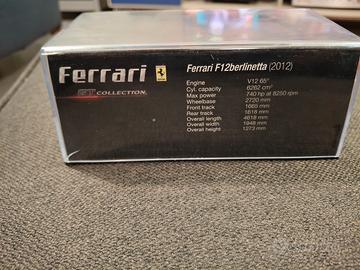 Ferrari
GT COLLECTION
Ferrari F12berlinetta (2012)
Engine V12 65°
Cyl. capacity 6262 cm³
Max power 740 hp at 8250 rpm
Wheelbase 2720 mm
Front track 1665 mm
Rear track 1618 mm
Overall length 4618 mm
Overall width 1942 mm
Overall height 1273 mm
subito